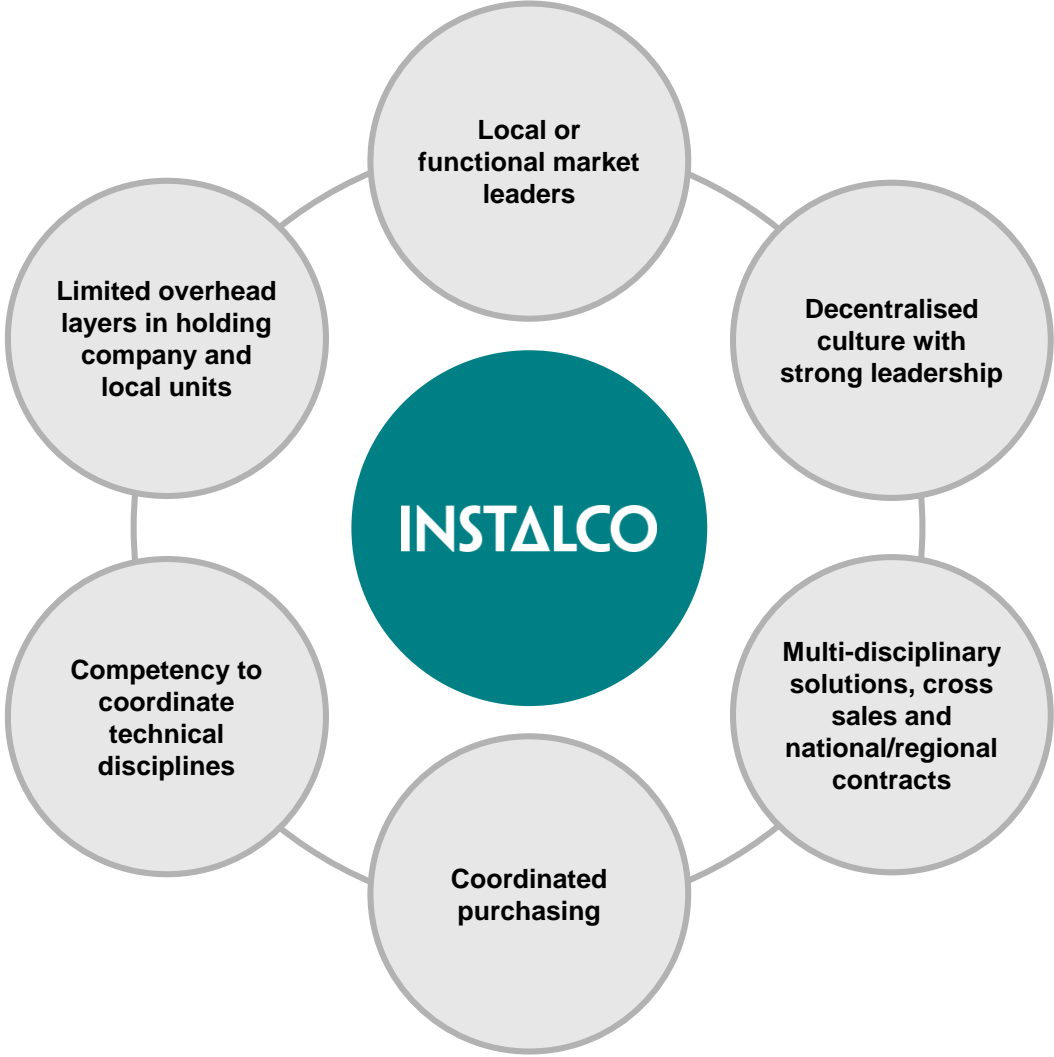 Local or
functional market
leaders
Decentralised
culture with
strong leadership
Multi-disciplinary
solutions, cross
sales and
national/regional
contracts
Coordinated
purchasing
Competency to
coordinate
technical
disciplines
Limited overhead
layers in holding
company and
local units
INSTALCO